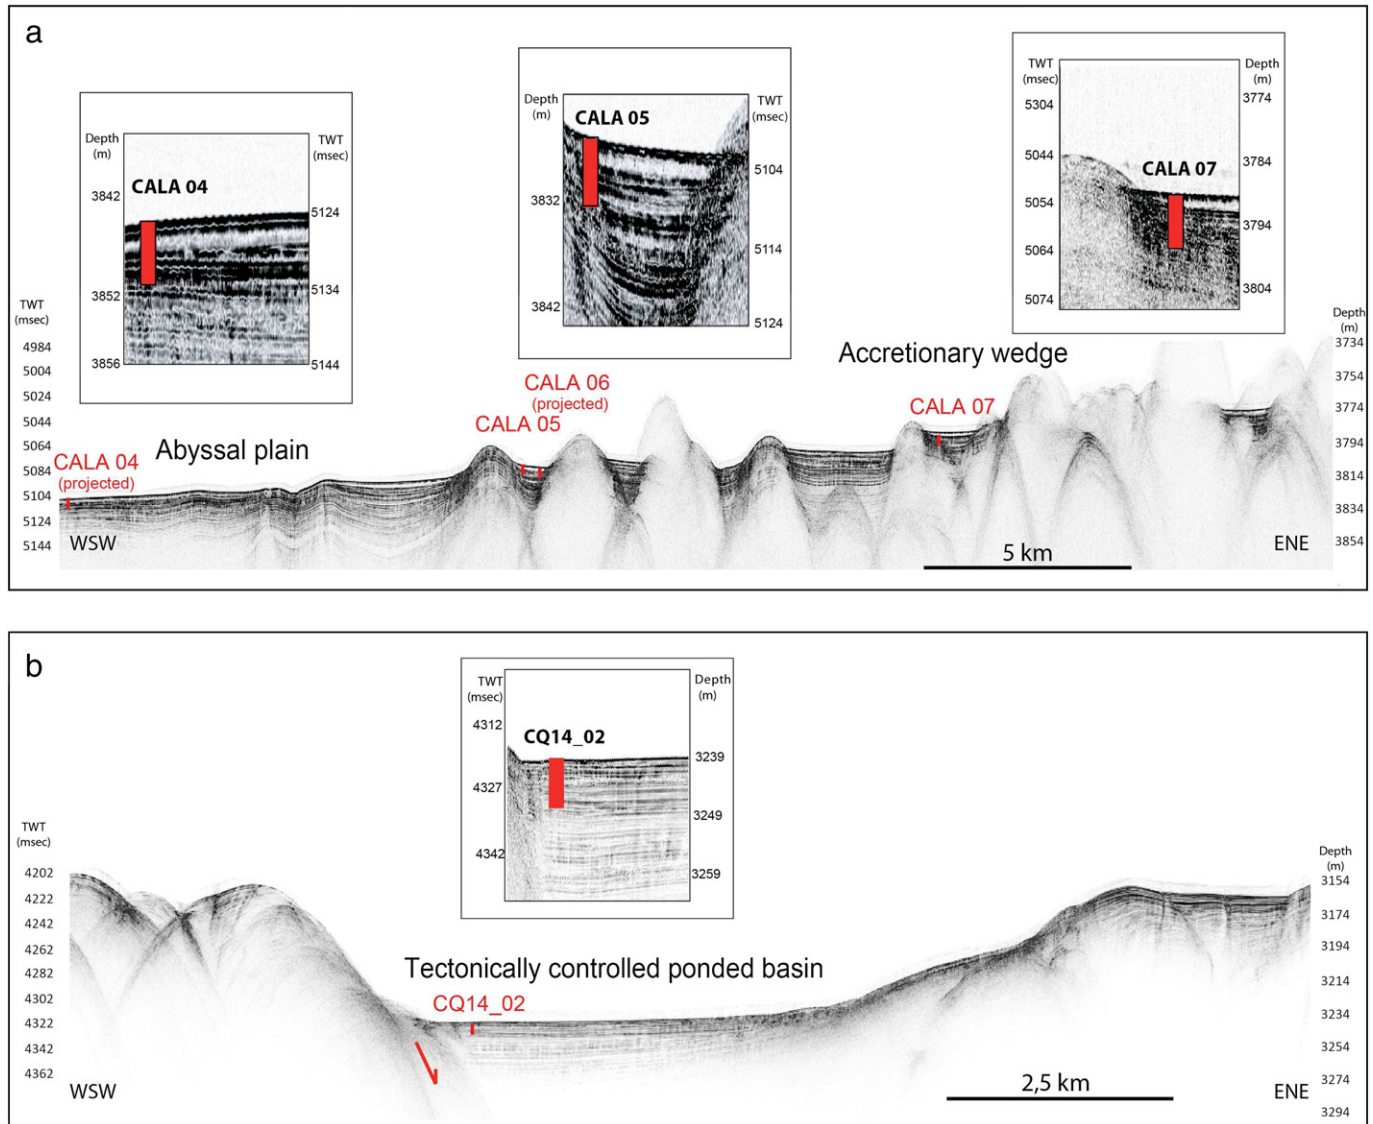 a
Depth
(m)
TWT
(msec)
CALA 04
3842
3852
3856
5124
5134
5144
Depth
(m)
TWT
(msec)
CALA 05
3832
3842
5104
5114
5124
TWT
(msec)
Depth
(m)
CALA 07
5304
5044
5054
5064
5074
3774
3784
3794
3804
TWT
(msec)
4984
5004
5024
5044
5064
5084
5104
5124
5144
Depth
(m)
3734
3754
3774
3794
3814
3834
3854
Abyssal plain
Accretionary wedge
CALA 04
(projected)
CALA 05
CALA 06
(projected)
CALA 07
WSW
5 km
ENE
b
TWT
(msec)
Depth
(m)
CQ14_02
4312
4327
4342
3239
3249
3259
TWT
(msec)
4202
4222
4242
4262
4282
4302
4322
4342
4362
Depth
(m)
3154
3174
3194
3214
3234
3254
3274
3294
Tectonically controlled ponded basin
CQ14_02
WSW
2,5 km
ENE